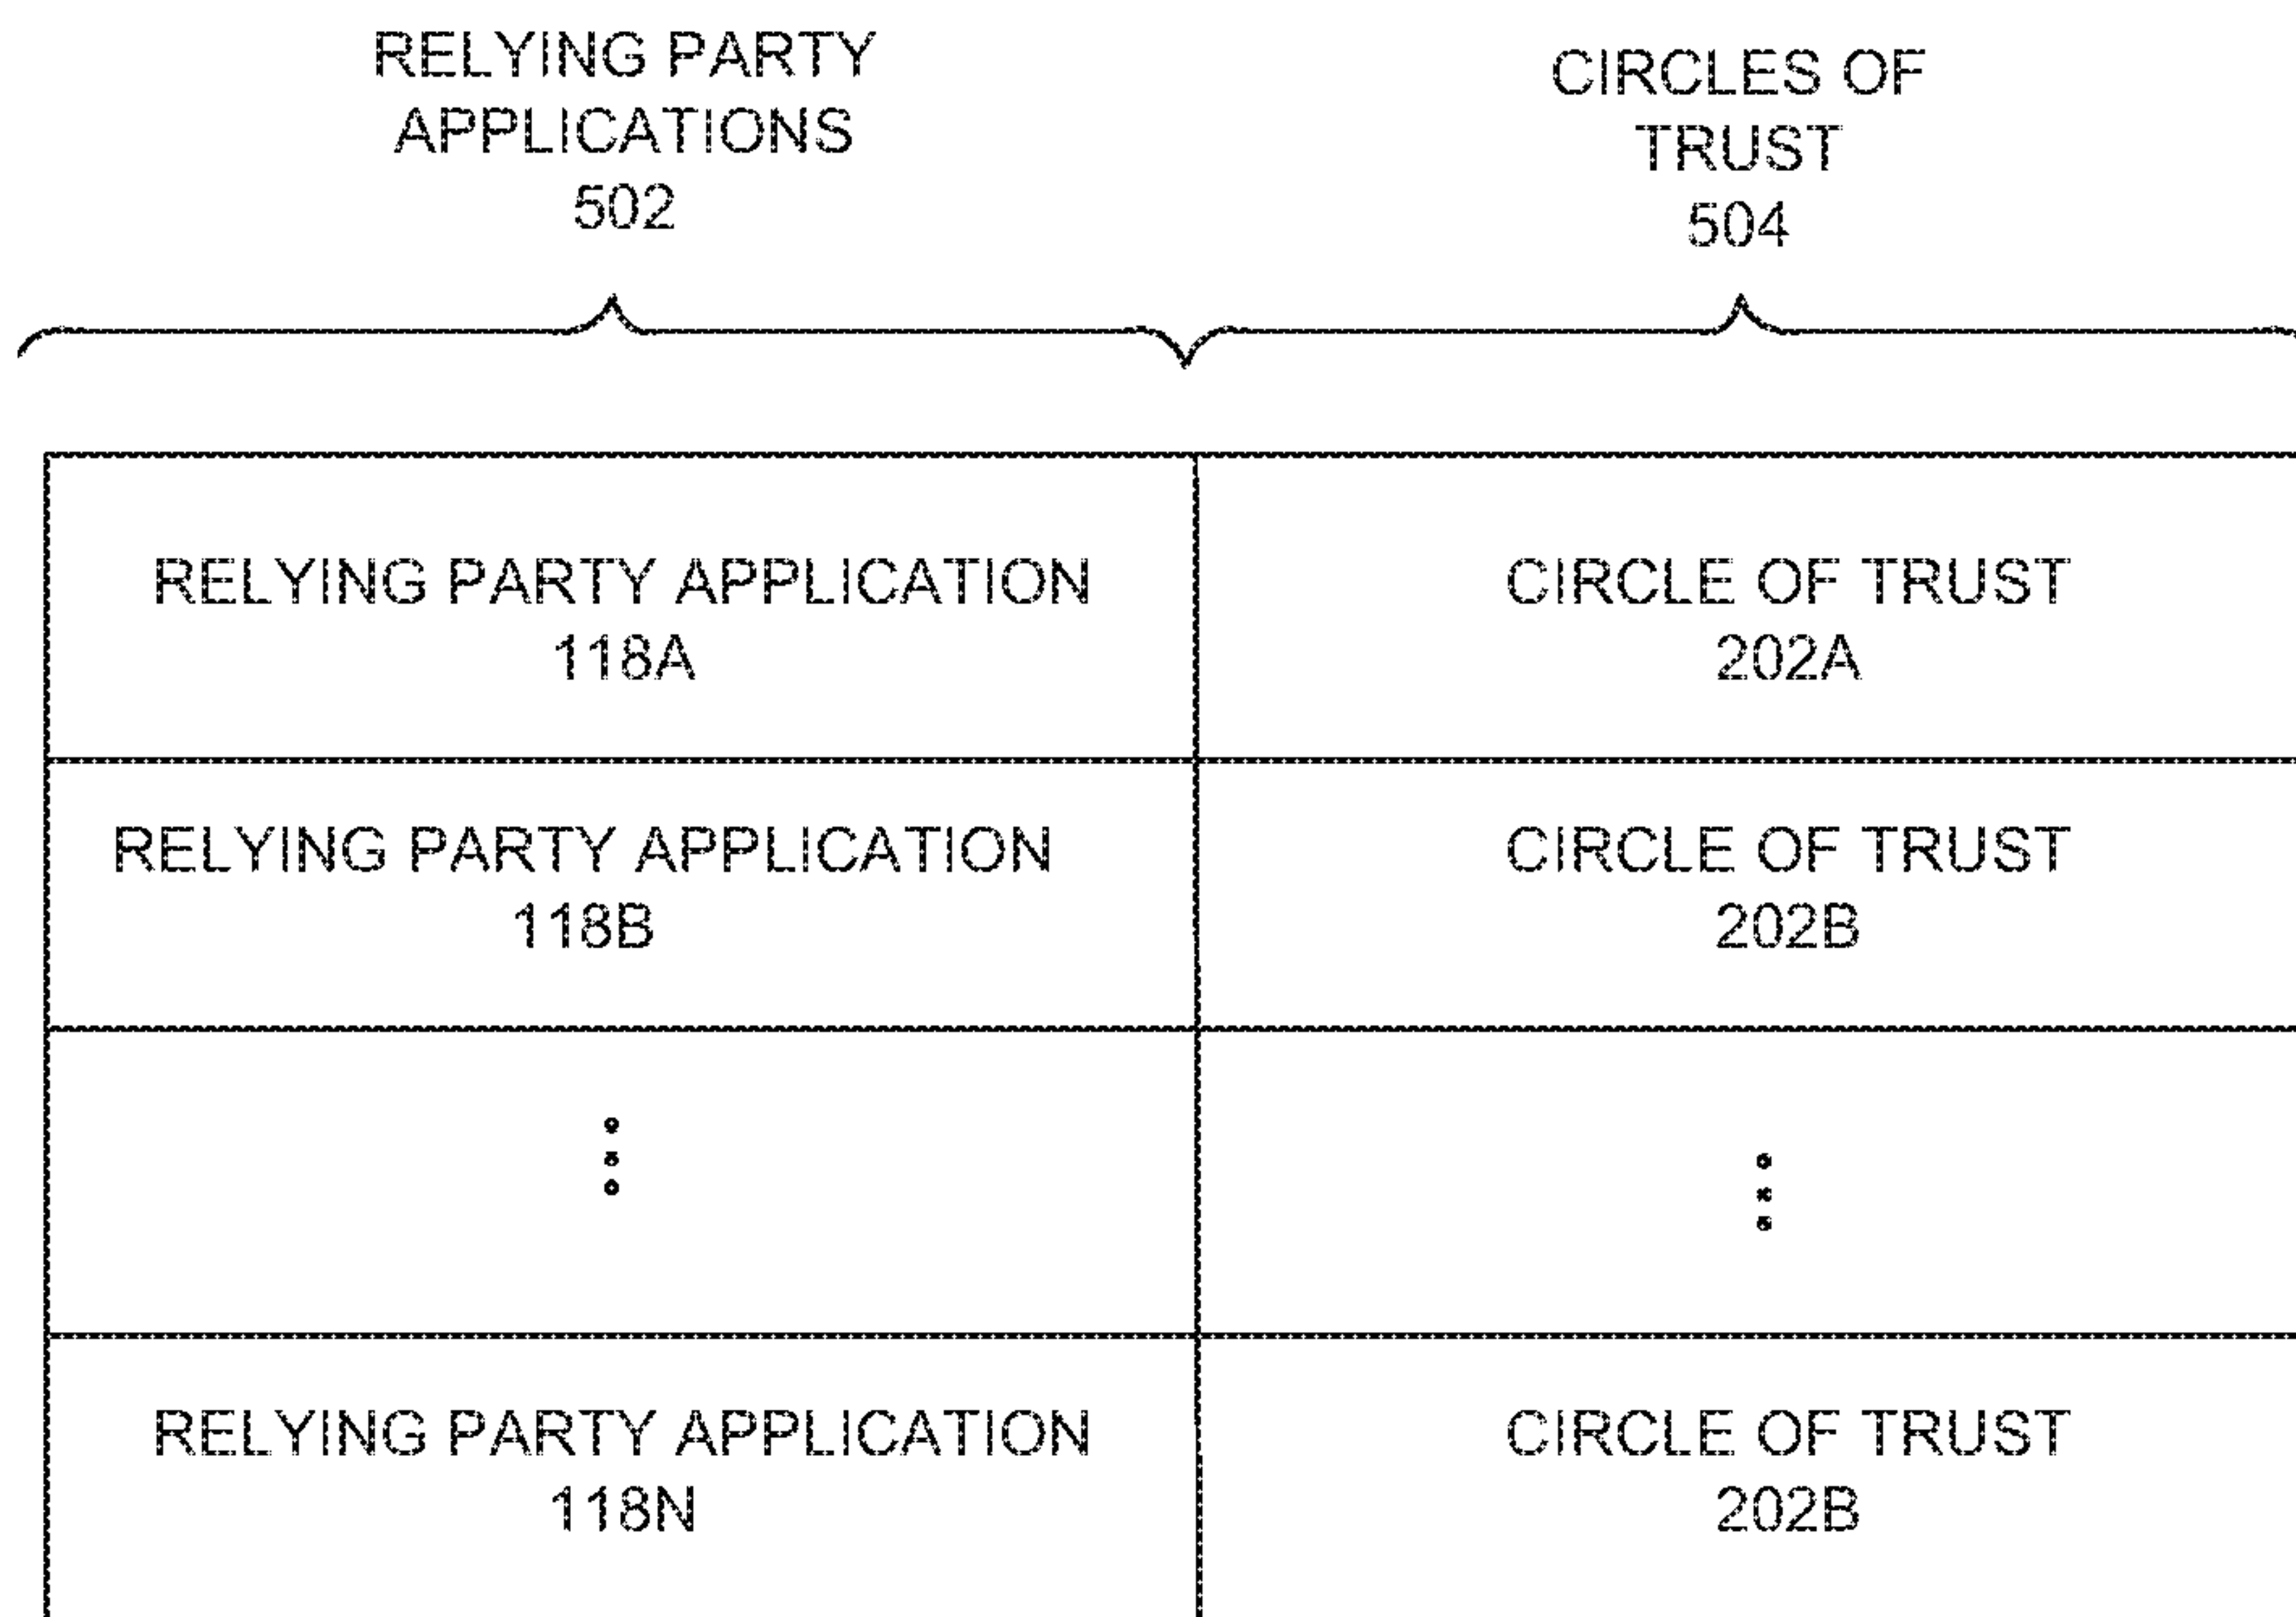 RELYING PARTY
APPLICATIONS
502
CIRCLES OF
TRUST
504
RELYING PARTY APPLICATION
118A
CIRCLE OF TRUST
202A
RELYING PARTY APPLICATION
118B
CIRCLE OF TRUST
202B
RELYING PARTY APPLICATION
118N
CIRCLE OF TRUST
202B